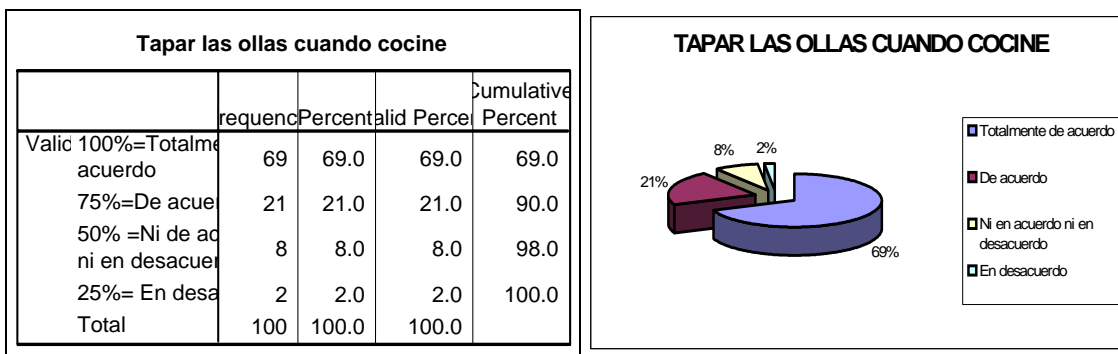 Tapar las ollas cuando cocine
Cumulative
requenc Percent alid Perce Percent
Valid 100%=Totalme
acuerdo 69 69.0 69.0 69.0
75%=De acuer 21 21.0 21.0 90.0
50% =Ni de ac
ni en desacuer 8 8.0 8.0 98.0
25%= En desa 2 2.0 2.0 100.0
Total 100 100.0 100.0
TAPAR LAS OLLAS CUANDO COCINE
8% 2%
21%
69%
Totalmente de acuerdo
De acuerdo
Ni en acuerdo ni en
desacuerdo
En desacuerdo